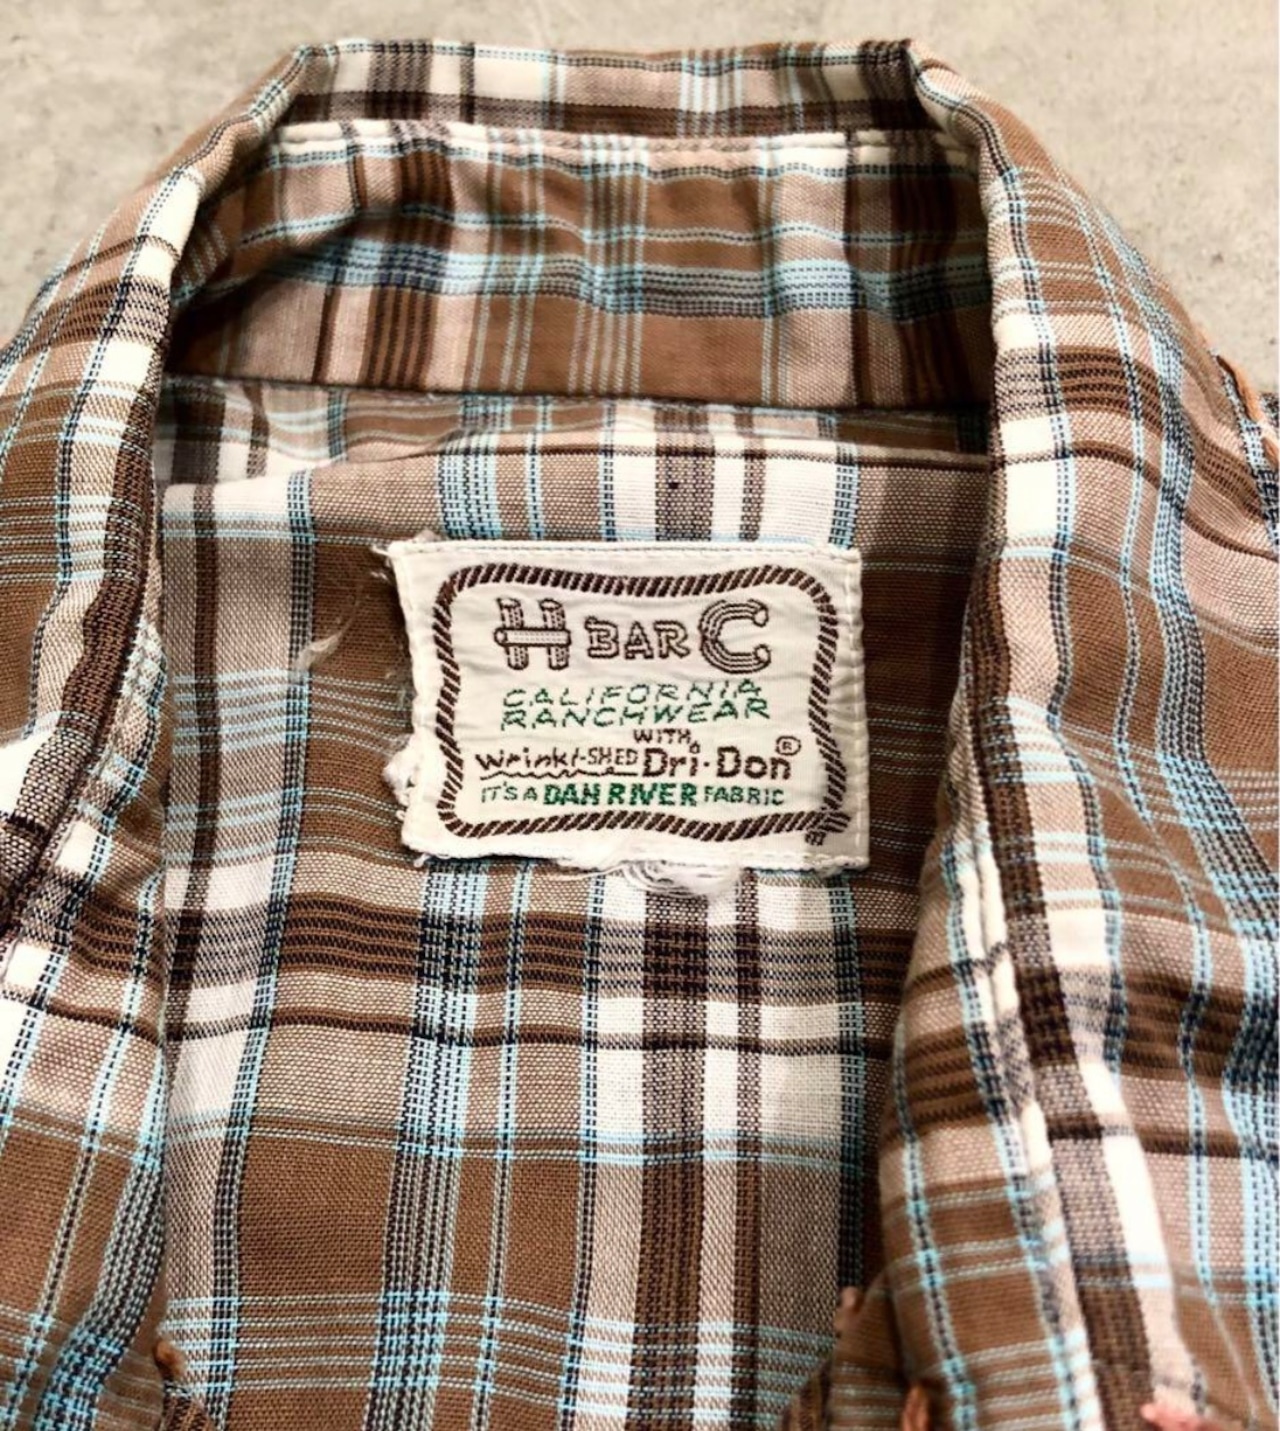 H BAR C
CALIFORNIA
RANCHWEAR
WITH
Wrinkl-SHED Dri-Don®
IT'S A DAN RIVER FABRIC